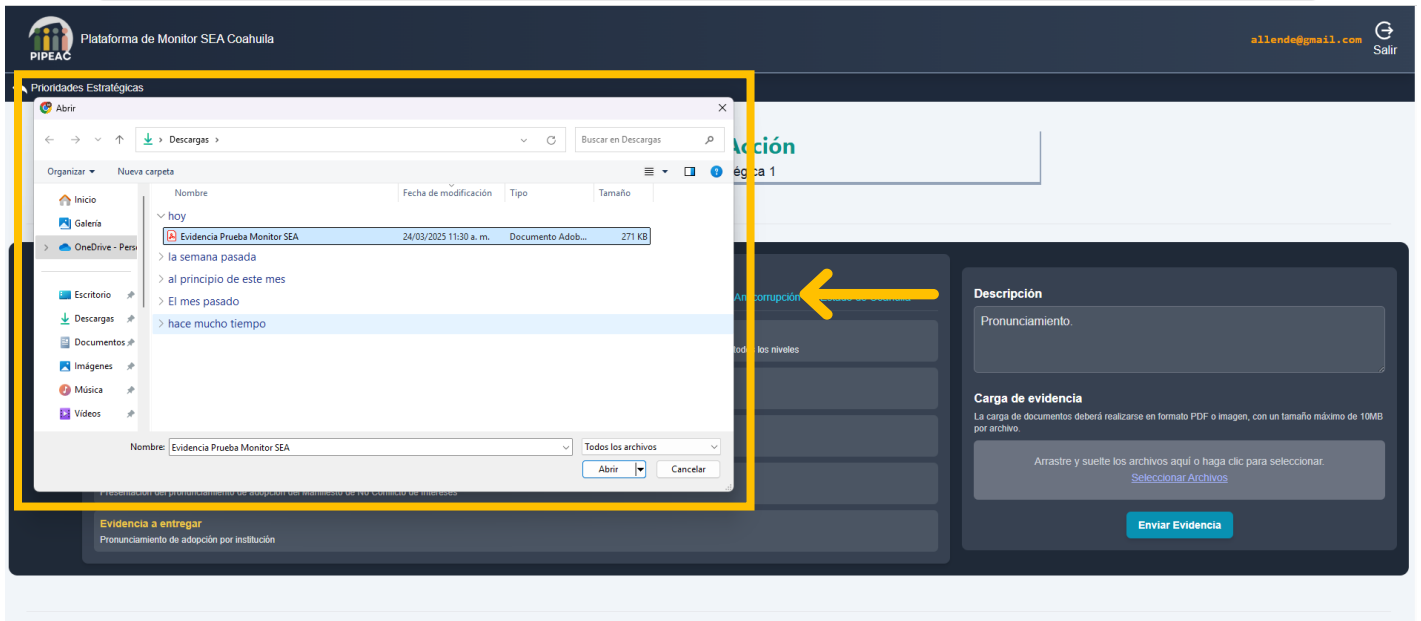 PIPEAC
Plataforma de Monitor SEA Coahuila
allende@gmail.com
Salir
Prioridades Estratégicas
Abrir
Acción
égica 1
Descargas
Buscar en Descargas
Organizar
Nueva carpeta
Nombre
Fecha de modificación
Tipo
Tamaño
Inicio
Galería
OneDrive - Perso
Escritorio
Descargas
Documentos
Imágenes
Música
Vídeos
hoy
Evidencia Prueba Monitor SEA
24/03/2025 11:30 a. m.
Documento Adob...
271 KB
la semana pasada
al principio de este mes
El mes pasado
hace mucho tiempo
Nombre:
Evidencia Prueba Monitor SEA
Todos los archivos
Abrir
Cancelar
los niveles
Presentación del pronunciamiento de adopción del Manifiesto de No Conflicto de Intereses
Evidencia a entregar
Pronunciamiento de adopción por institución
Descripción
Pronunciamiento.
Carga de evidencia
La carga de documentos deberá realizarse en formato PDF o imagen, con un tamaño máximo de 10MB
por archivo.
Arrastre y suelte los archivos aquí o haga clic para seleccionar.
Seleccionar Archivos
Enviar Evidencia